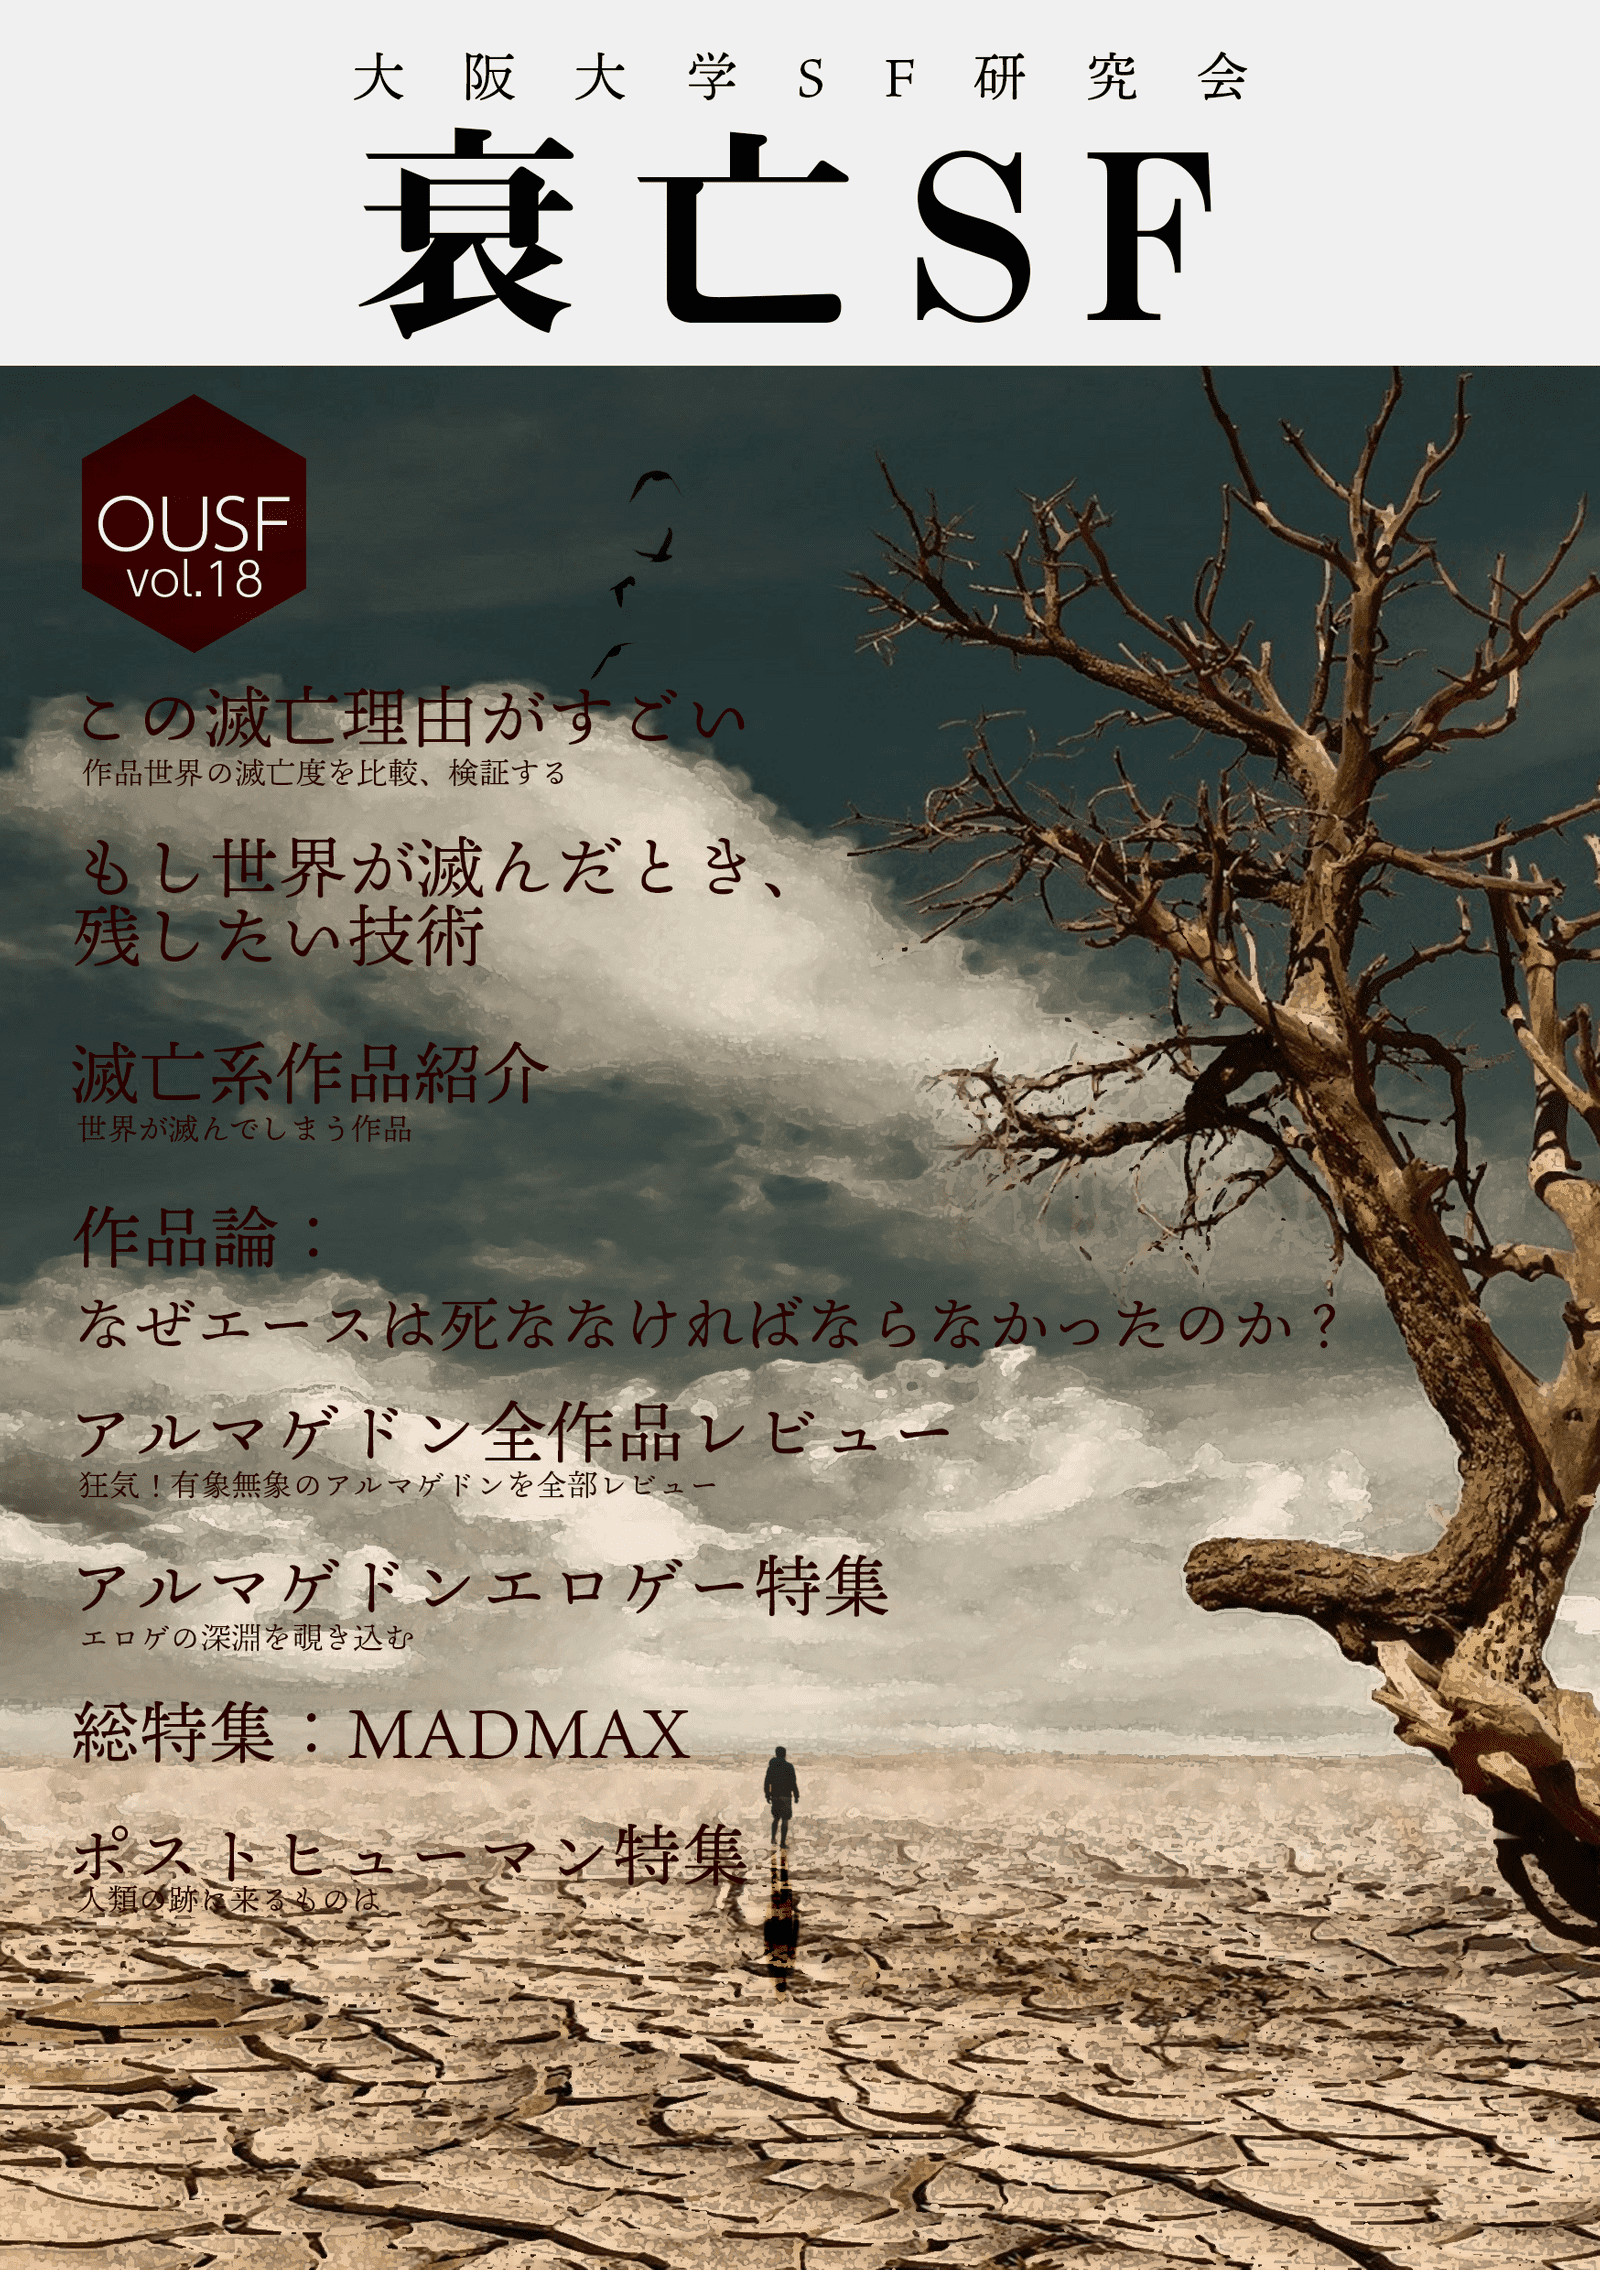 大阪大学SF研究会
衰亡SF
OUSF
vol.18
この滅亡理由がすごい
作品世界の滅亡度を比較、検証する
もし世界が滅んだとき、
残したい技術
滅亡系作品紹介
世界が滅んでしまう作品
作品論：
なぜエースは死ななければならなかったのか？
アルマゲドン全作品レビュー
狂気！有象無象のアルマゲドンを全部レビュー
アルマゲドンエロゲー特集
エロゲの深淵を覗き込む
総特集：MADMAX
ポストヒューマン特集
人類の跡に来るものは